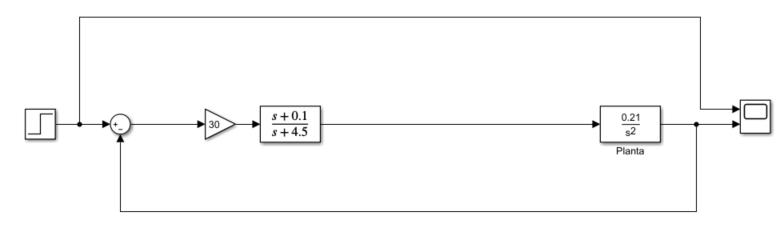 +
-
30
s + 0.1
s + 4.5
0.21
s2
Planta